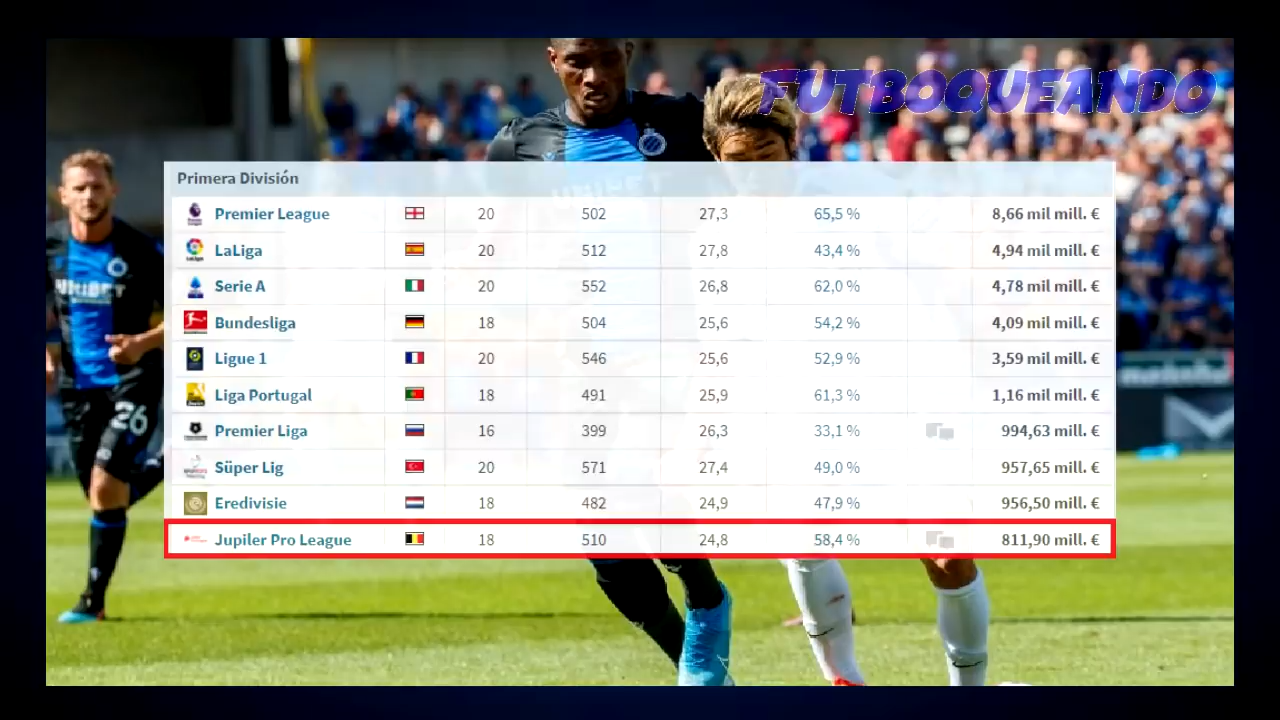 FUTBOQUEANDO
Primera División
Premier League 20 502 27,3 65,5 % 8,66 mil mill. €
LaLiga 20 512 27,8 43,4 % 4,94 mil mill. €
Serie A 20 552 26,8 62,0 % 4,78 mil mill. €
Bundesliga 18 504 25,6 54,2 % 4,09 mil mill. €
Ligue 1 20 546 25,6 52,9 % 3,59 mil mill. €
Liga Portugal 18 491 25,9 61,3 % 1,16 mil mill. €
Premier Liga 16 399 26,3 33,1 % 994,63 mill. €
Süper Lig 20 571 27,4 49,0 % 957,65 mill. €
Eredivisie 18 482 24,9 47,9 % 956,50 mill. €
Jupiler Pro League 18 510 24,8 58,4 % 811,90 mill. €
UNIBET
26